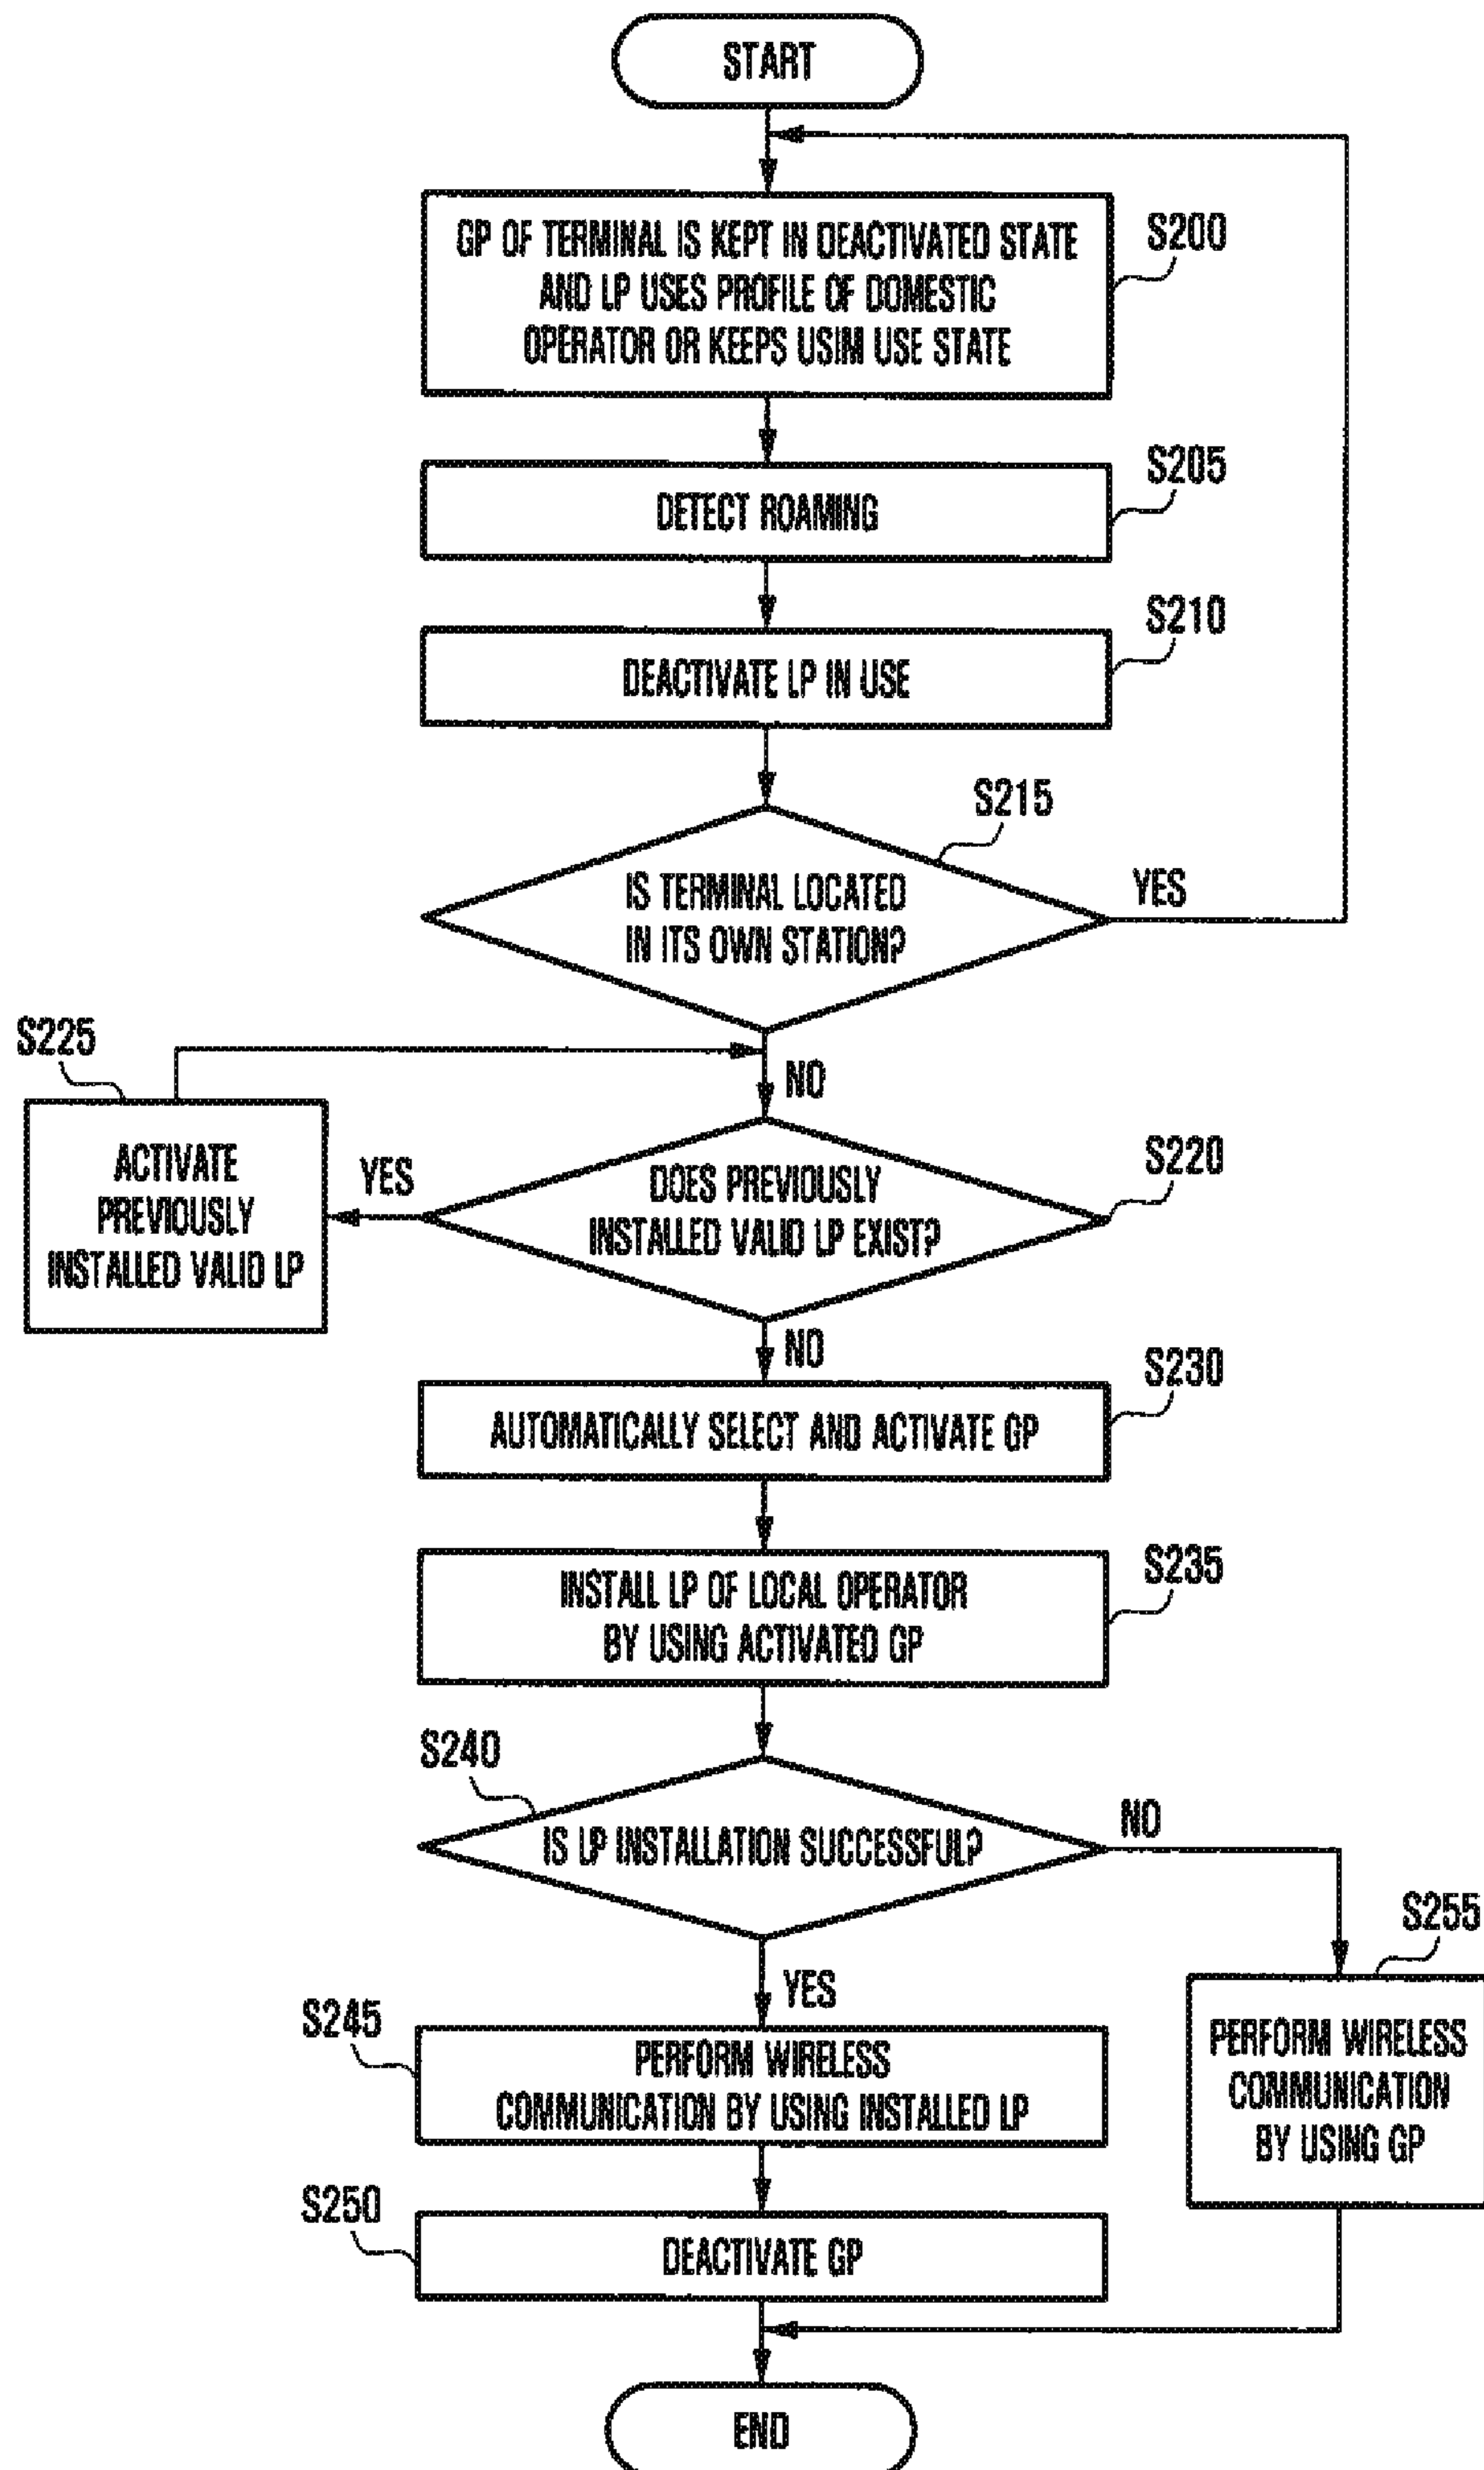 START
GP OF TERMINAL IS KEPT IN DEACTIVATED STATE
AND LP USES PROFILE OF DOMESTIC
OPERATOR OR KEEPS USIM USE STATE
S200
S205
DETECT ROAMING
S210
DEACTIVATE LP IN USE
S215
IS TERMINAL LOCATED
IN ITS OWN STATION?
YES
S225
NO
ACTIVATE
PREVIOUSLY
INSTALLED VALID LP
YES
DOES PREVIOUSLY
INSTALLED VALID LP EXIST?
S220
NO
S230
AUTOMATICALLY SELECT AND ACTIVATE GP
S235
INSTALL LP OF LOCAL OPERATOR
BY USING ACTIVATED GP
S240
IS LP INSTALLATION SUCCESSFUL?
NO
S255
YES
S245
PERFORM WIRELESS
COMMUNICATION BY USING INSTALLED LP
PERFORM WIRELESS
COMMUNICATION
BY USING GP
S250
DEACTIVATE GP
END